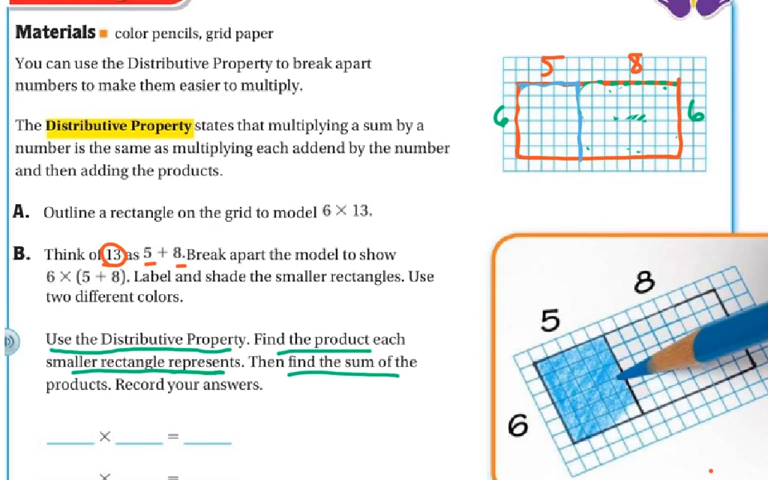 Materials ■ color pencils, grid paper
You can use the Distributive Property to break apart
numbers to make them easier to multiply.
The Distributive Property states that multiplying a sum by a
number is the same as multiplying each addend by the number
and then adding the products.
A. Outline a rectangle on the grid to model 6 × 13.
B. Think of 13 as 5 + 8. Break apart the model to show
6 × (5 + 8). Label and shade the smaller rectangles. Use
two different colors.
Use the Distributive Property. Find the product each
smaller rectangle represents. Then find the sum of the
products. Record your answers.
____ × ____ = ____
×
5 8
6 6
8
5
6